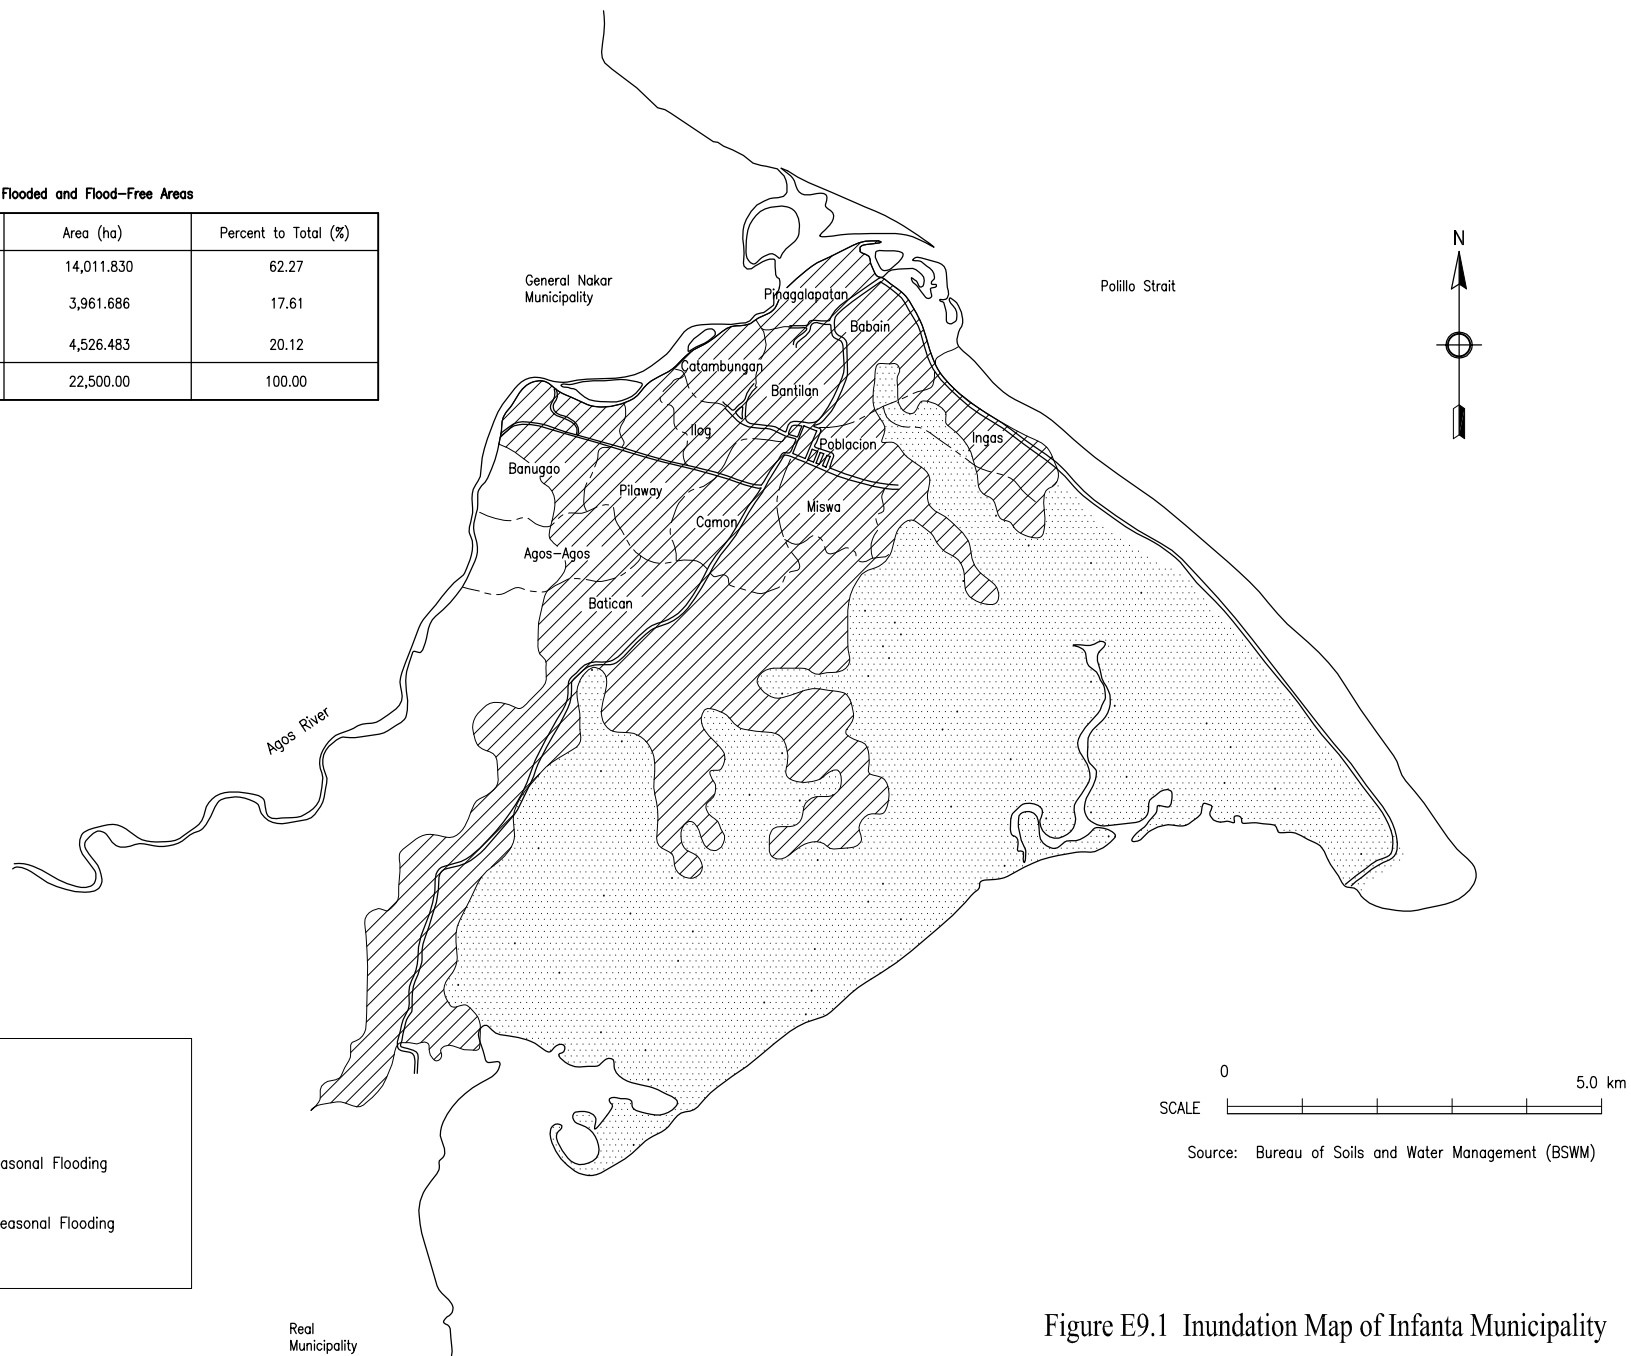 Flooded and Flood-Free Areas
Area (ha) Percent to Total (%)
14,011.830 62.27
3,961.686 17.61
4,526.483 20.12
22,500.00 100.00
N
General Nakar
Municipality
Polillo Strait
Pinagalapatan
Babain
Catambungan
Bantilan
Ilog
Poblacion
Ingas
Banugao
Pilaway
Miswa
Camon
Agos-Agos
Batican
Agos River
0
5.0 km
SCALE
Source: Bureau of Soils and Water Management (BSWM)
asonal Flooding
easonal Flooding
Real
Municipality
Figure E9.1 Inundation Map of Infanta Municipality